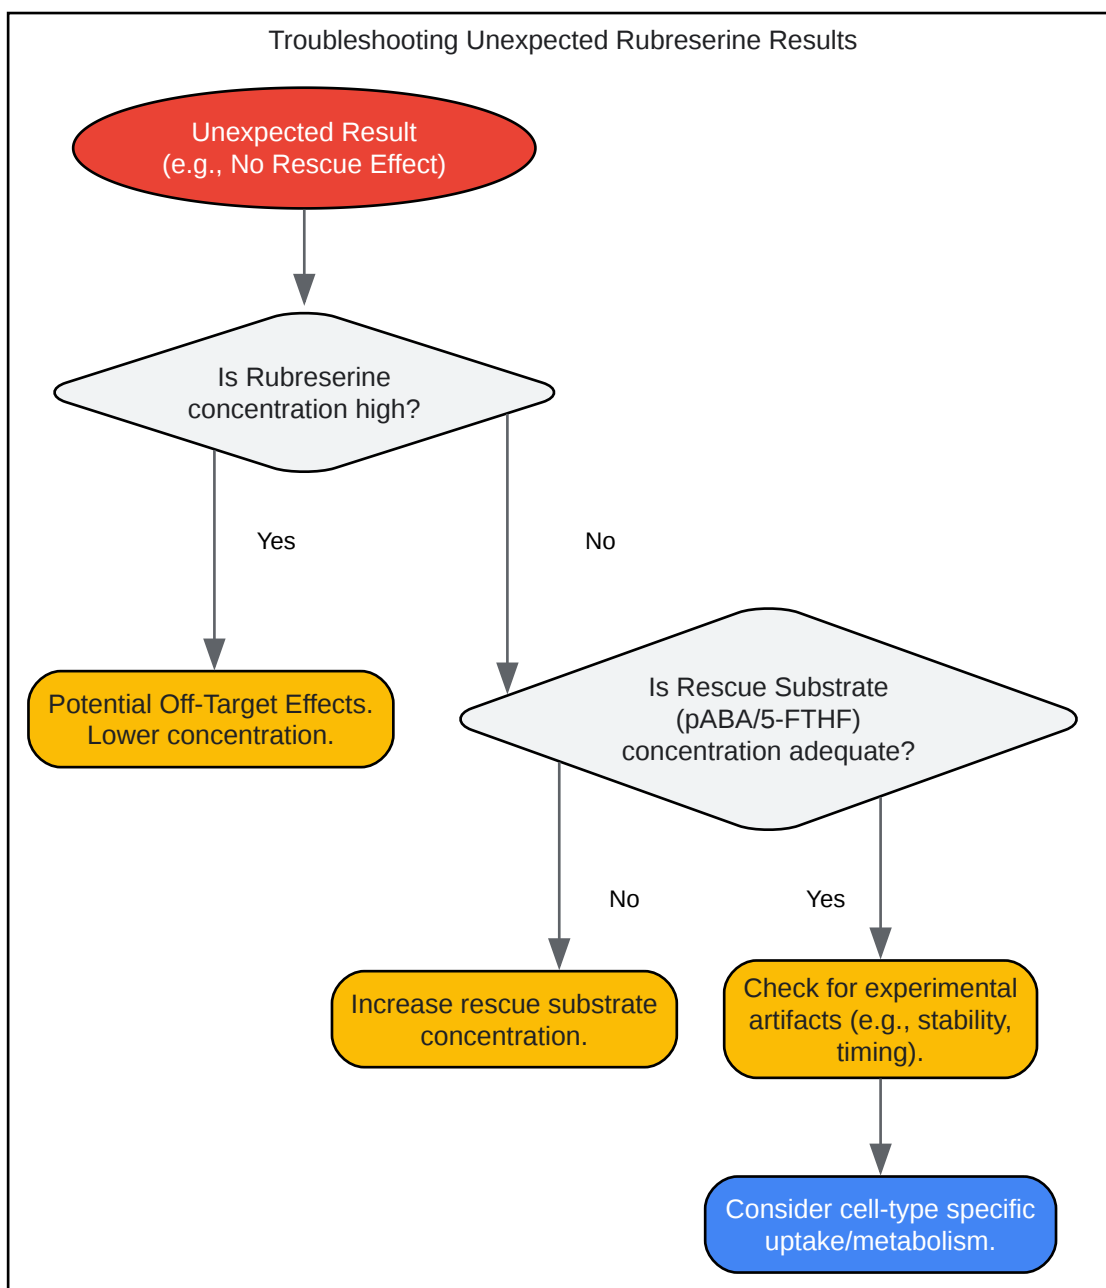 Troubleshooting Unexpected Rubreserine Results
Unexpected Result
(e.g., No Rescue Effect)
Is Rubreserine
concentration high?
Yes
No
Potential Off-Target Effects.
Lower concentration.
Is Rescue Substrate
(pABA/5-FTHF)
concentration adequate?
No
Yes
Increase rescue substrate
concentration.
Check for experimental
artifacts (e.g., stability,
timing).
Consider cell-type specific
uptake/metabolism.